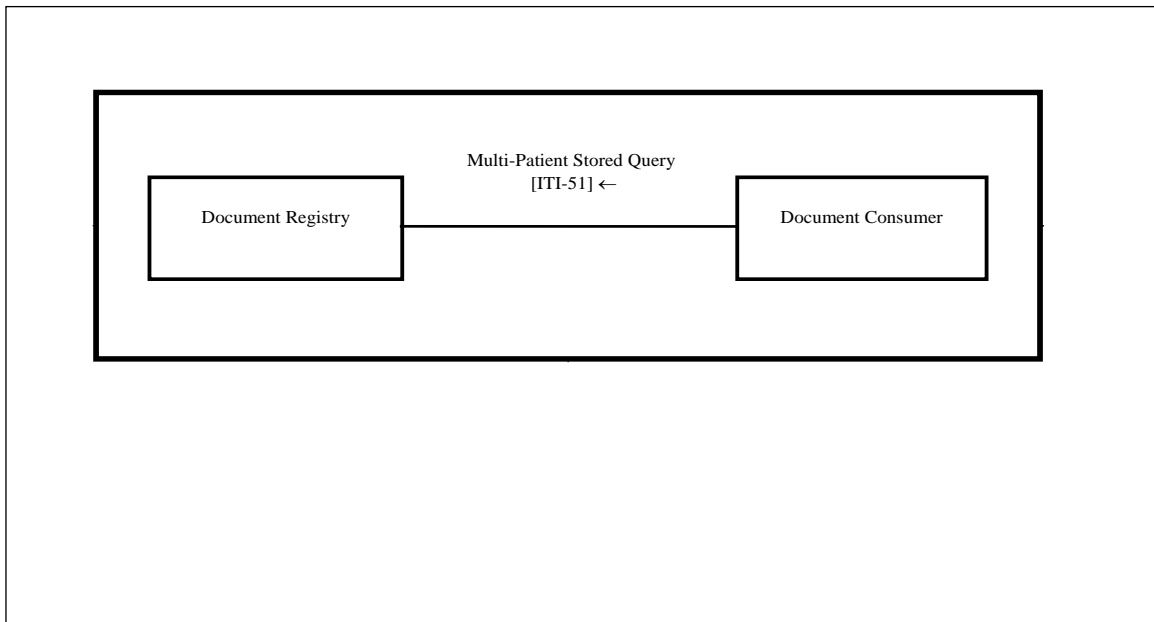 Multi-Patient Stored Query
[ITI-51] ←
Document Registry
Document Consumer